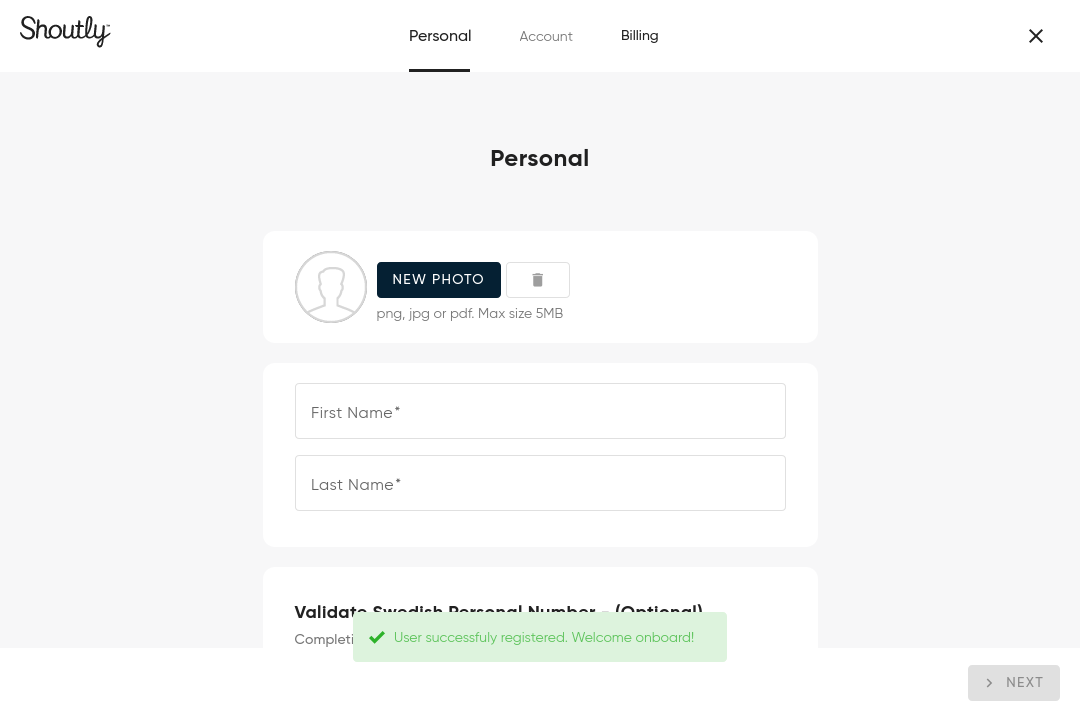 Shoutly
Personal
Account
Billing
Personal
NEW PHOTO
png, jpg or pdf. Max size 5MB
First Name*
Last Name*
Validate Swedish Personal Number - (Optional)
Completi
User successfuly registered. Welcome onboard!
NEXT